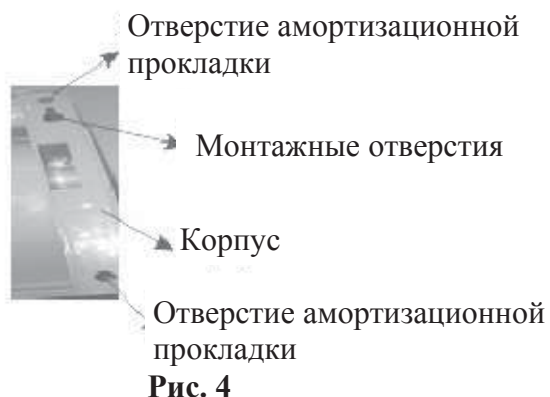 Отверстие амортизационной
прокладки
Монтажные отверстия
Корпус
Отверстие амортизационной
прокладки
Рис. 4